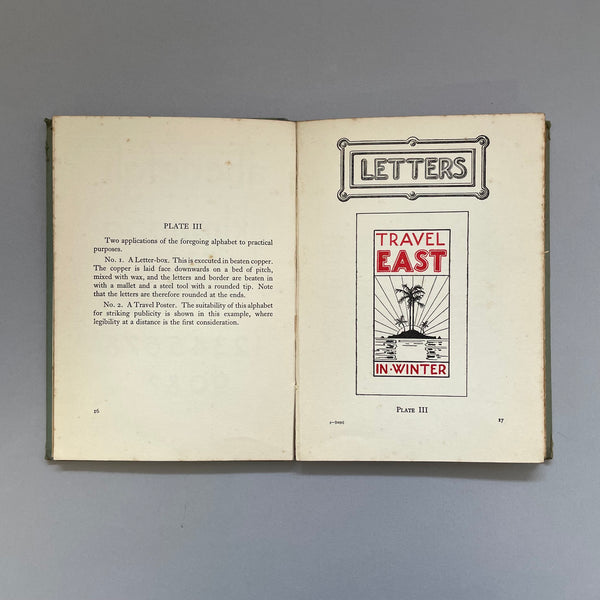 PLATE III
Two applications of the foregoing alphabet to practical
purposes.
No. 1. A Letter-box. This is executed in beaten copper.
The copper is laid face downwards on a bed of pitch,
mixed with wax, and the letters and border are beaten in
with a mallet and a steel tool with a rounded tip. Note
that the letters are therefore rounded at the ends.
No. 2. A Travel Poster. The suitability of this alphabet
for striking publicity is shown in this example, where
legibility at a distance is the first consideration.
16
LETTERS
TRAVEL
EAST
IN·WINTER
PLATE III
17